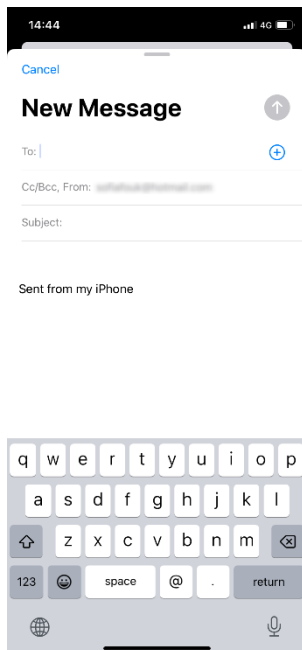 14:44
4G
Cancel
New Message
To:
Cc/Bcc, From:
Subject:
Sent from my iPhone
q w e r t y u i o p
a s d f g h j k l
z x c v b n m
123 space @ . return